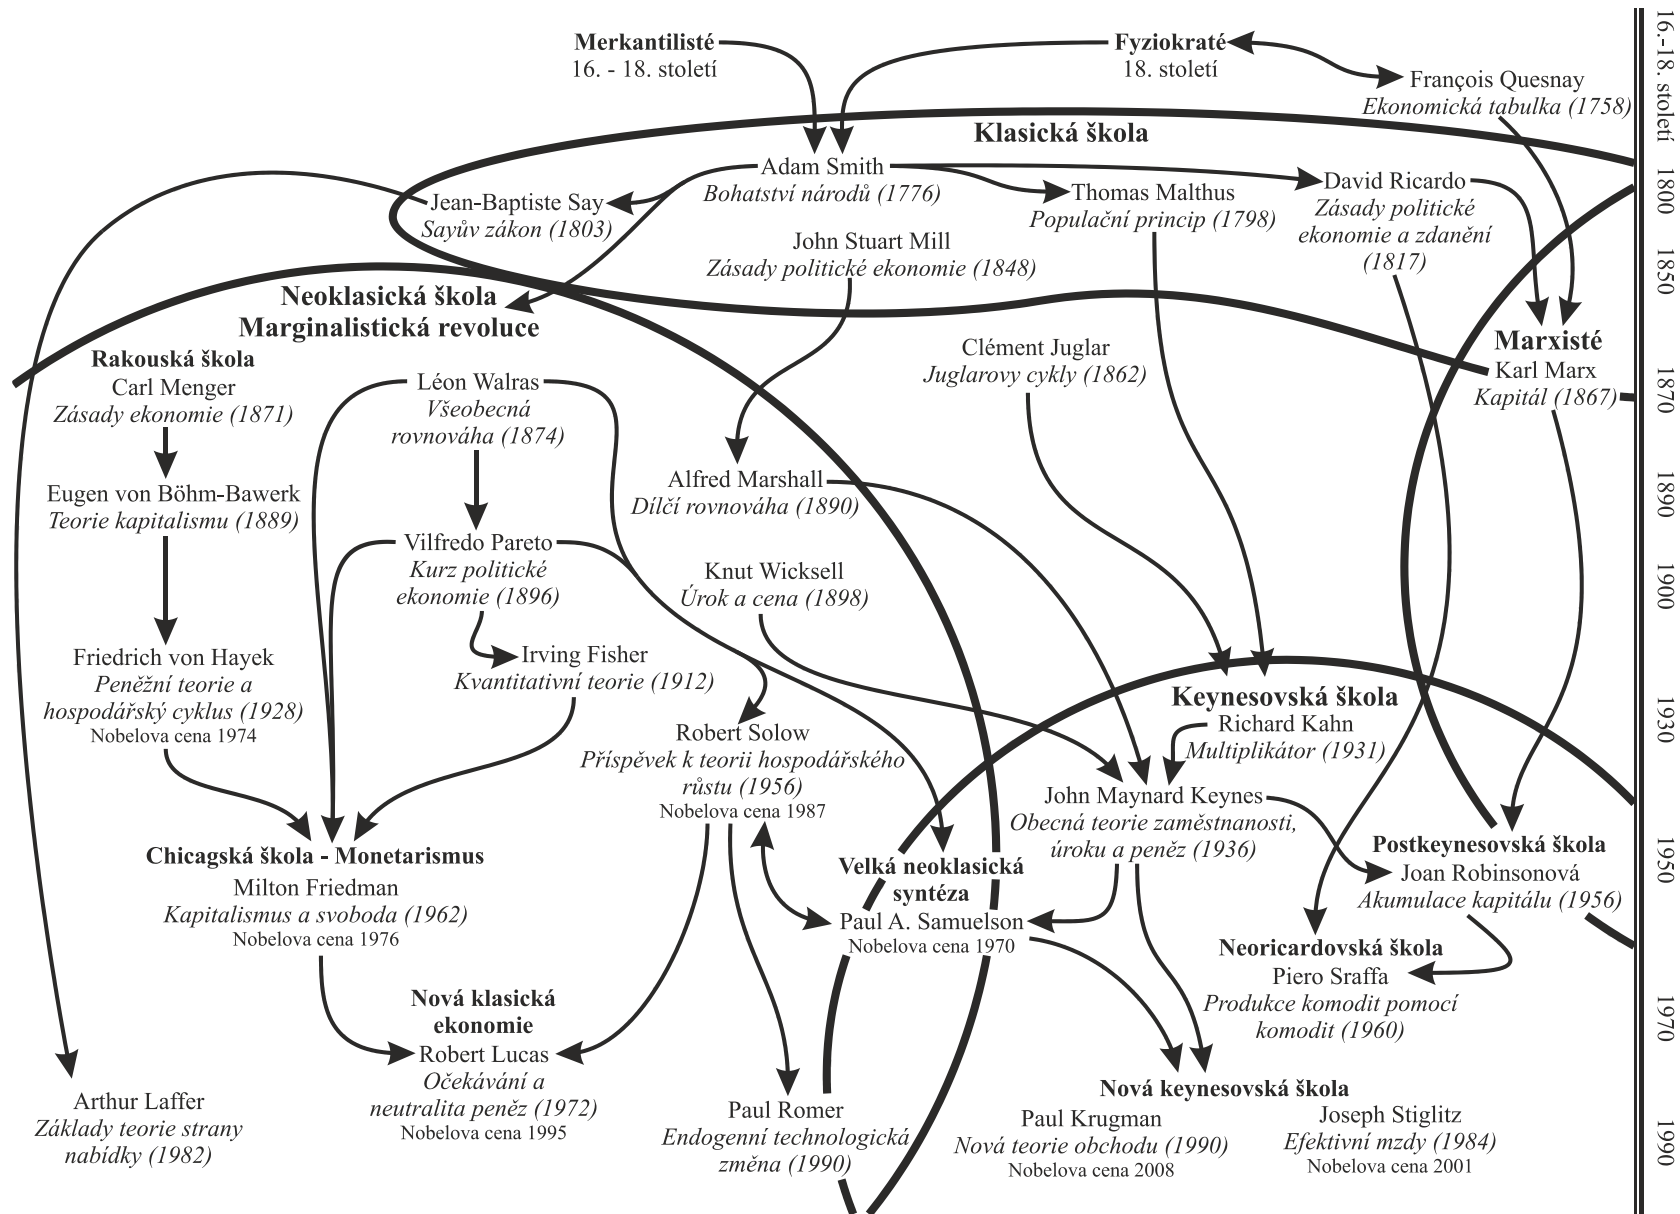 Merkantilisté
16. - 18. století
Fyziokraté
18. století
François Quesnay
Ekonomická tabulka (1758)
Klasická škola
Adam Smith
Bohatství národů (1776)
Jean-Baptiste Say
Sayův zákon (1803)
Thomas Malthus
Populační princip (1798)
David Ricardo
Zásady politické
ekonomie a zdanění
(1817)
John Stuart Mill
Zásady politické ekonomie (1848)
Neoklasická škola
Marginalistická revoluce
Rakouská škola
Carl Menger
Zásady ekonomie (1871)
Léon Walras
Všeobecná
rovnováha (1874)
Clément Juglar
Juglarovy cykly (1862)
Marxisté
Karl Marx
Kapitál (1867)
Eugen von Böhm-Bawerk
Teorie kapitalismu (1889)
Alfred Marshall
Dílčí rovnováha (1890)
Vilfredo Pareto
Kurz politické
ekonomie (1896)
Knut Wicksell
Úrok a cena (1898)
Friedrich von Hayek
Peněžní teorie a
hospodářský cyklus (1928)
Nobelova cena 1974
Irving Fisher
Kvantitativní teorie (1912)
Robert Solow
Příspěvek k teorii hospodářského
růstu (1956)
Nobelova cena 1987
Keynesovská škola
Richard Kahn
Multiplikátor (1931)
John Maynard Keynes
Obecná teorie zaměstnanosti,
úroku a peněz (1936)
Chicagská škola - Monetarismus
Milton Friedman
Kapitalismus a svoboda (1962)
Nobelova cena 1976
Velká neoklasická
syntéza
Paul A. Samuelson
Nobelova cena 1970
Postkeynesovská škola
Joan Robinsonová
Akumulace kapitálu (1956)
Neoricardovská škola
Piero Sraffa
Produkce komodit pomocí
komodit (1960)
Nová klasická
ekonomie
Robert Lucas
Očekávání a
neutralita peněz (1972)
Nobelova cena 1995
Arthur Laffer
Základy teorie strany
nabídky (1982)
Paul Romer
Endogenní technologická
změna (1990)
Nová keynesovská škola
Paul Krugman
Nová teorie obchodu (1990)
Nobelova cena 2008
Joseph Stiglitz
Efektivní mzdy (1984)
Nobelova cena 2001
16.-18. století
1800
1850
1870
1890
1900
1930
1950
1970
1990